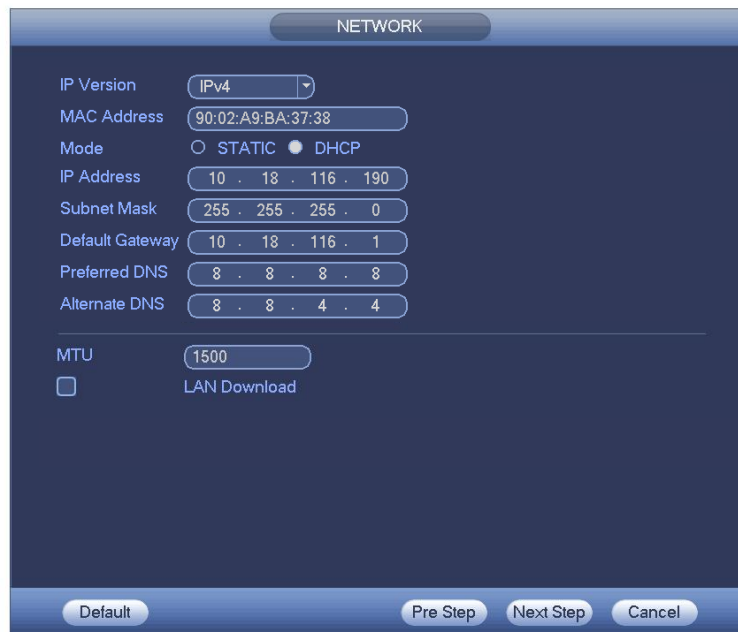 NETWORK
IP Version IPv4
MAC Address 90:02:A9:BA:37:38
Mode STATIC DHCP
IP Address 10 . 18 . 116 . 190
Subnet Mask 255 . 255 . 255 . 0
Default Gateway 10 . 18 . 116 . 1
Preferred DNS 8 . 8 . 8 . 8
Alternate DNS 8 . 8 . 4 . 4
MTU 1500
LAN Download
Default Pre Step Next Step Cancel